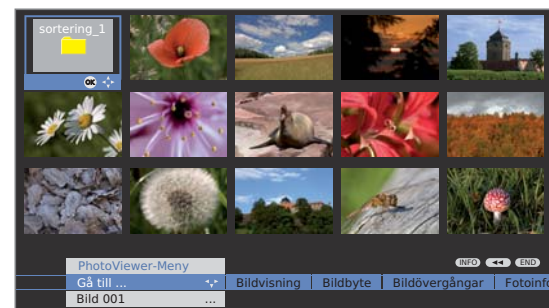 sortering_1
OK
INFO ◄◄ END
PhotoViewer-Meny
Gå till ... Bildvisning Bildbyte Bildövergångar Fotoinfo
Bild 001 ...